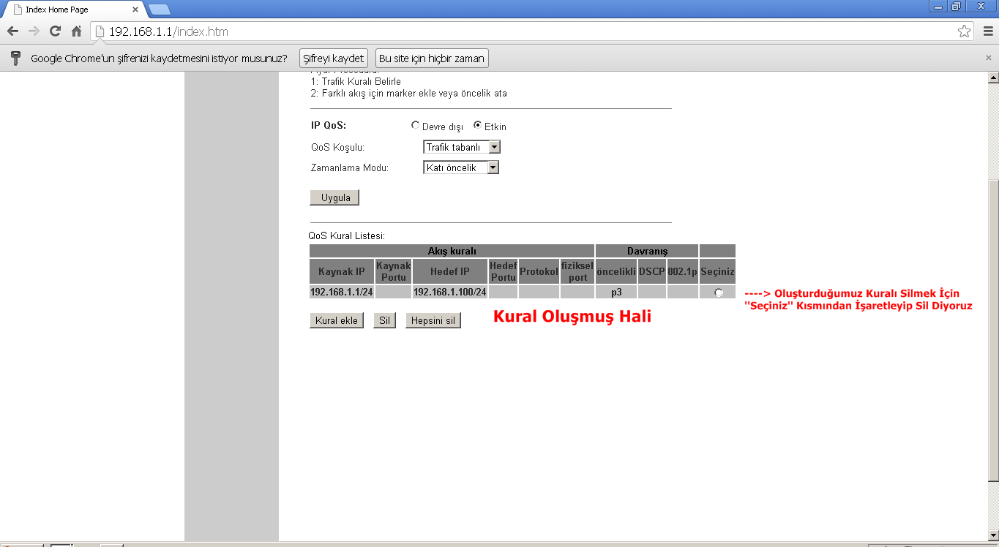 Index Home Page
192.168.1.1/index.htm
Google Chrome'un şifrenizi kaydetmesini istiyor musunuz? Şifreyi kaydet Bu site için hiçbir zaman
1: Trafik Kuralı Belirle
2: Farklı akış için marker ekle veya öncelik ata
IP QoS: Devre dışı Etkin
QoS Koşulu: Trafik tabanlı
Zamanlama Modu: Katı öncelik
Uygula
QoS Kural Listesi:
Akış kuralı Davranış
Kaynak IP Kaynak Portu Hedef IP Hedef Portu Protokol fiziksel port öncelikli DSCP 802.1p Seçiniz
192.168.1.1/24 192.168.1.100/24 p3
----> Oluşturduğumuz Kuralı Silmek İçin
"Seçiniz" Kısmından İşaretleyip Sil Diyoruz
Kural ekle Sil Hepsini sil Kural Oluşmuş Hali